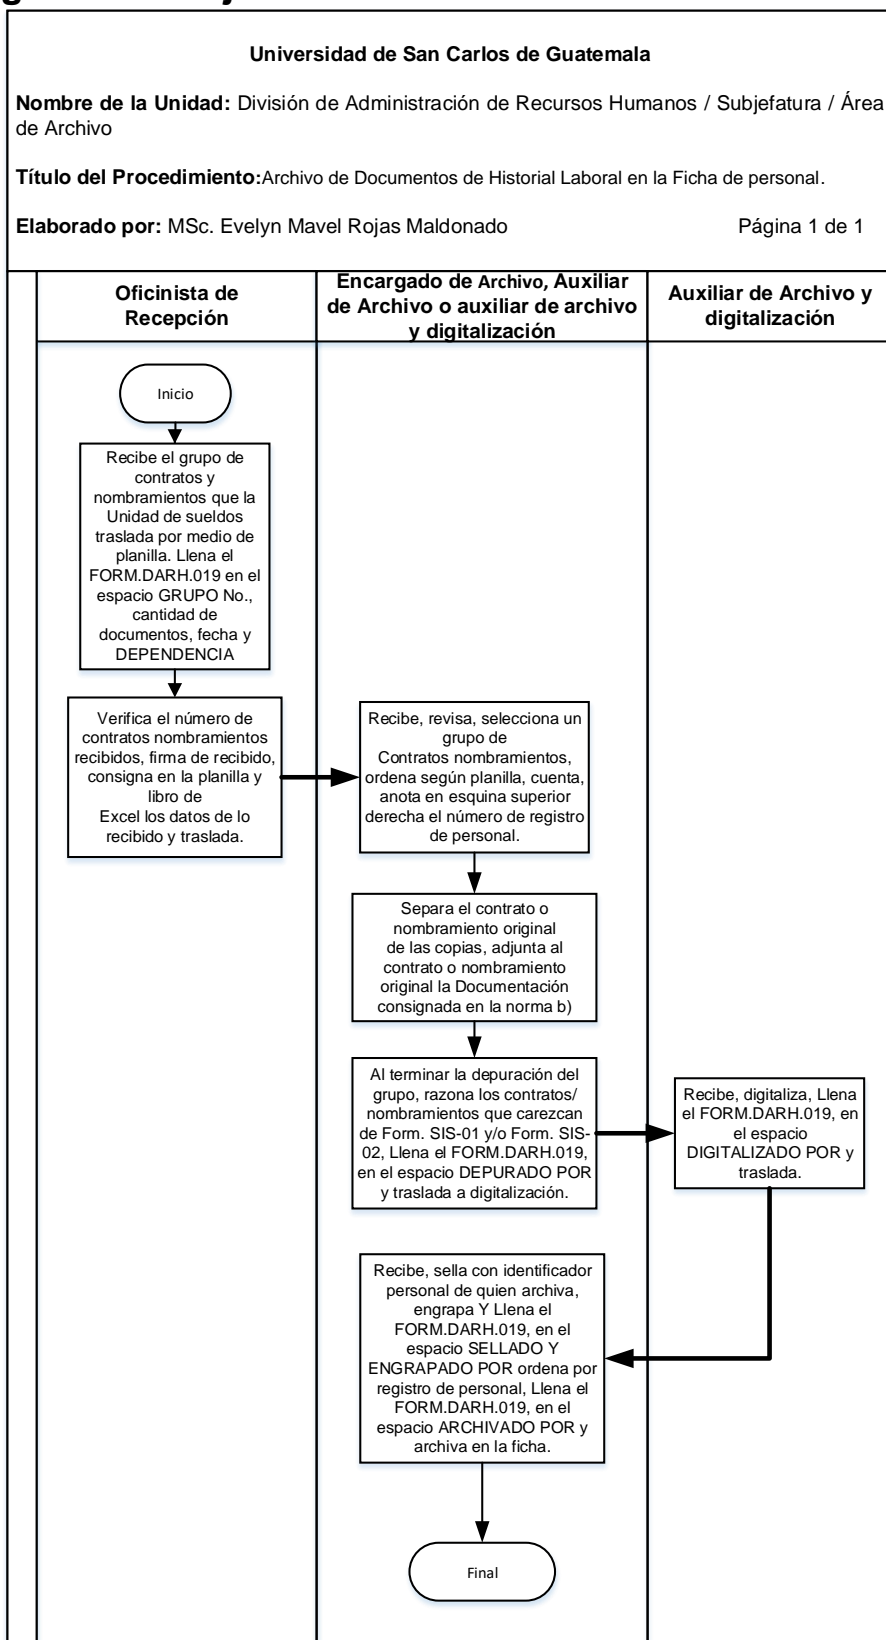 Universidad de San Carlos de Guatemala
Nombre de la Unidad: División de Administración de Recursos Humanos / Subjefatura / Área
de Archivo
Título del Procedimiento:Archivo de Documentos de Historial Laboral en la Ficha de personal.
Elaborado por: MSc. Evelyn Mavel Rojas Maldonado Página 1 de 1
Oficinista de
Recepción
Encargado de Archivo, Auxiliar
de Archivo o auxiliar de archivo
y digitalización
Auxiliar de Archivo y
digitalización
Inicio
Recibe el grupo de
contratos y
nombramientos que la
Unidad de sueldos
traslada por medio de
planilla. Llena el
FORM.DARH.019 en el
espacio GRUPO No.,
cantidad de
documentos, fecha y
DEPENDENCIA
Verifica el número de
contratos nombramientos
recibidos, firma de recibido,
consigna en la planilla y
libro de
Excel los datos de lo
recibido y traslada.
Recibe, revisa, selecciona un
grupo de
Contratos nombramientos,
ordena según planilla, cuenta,
anota en esquina superior
derecha el número de registro
de personal.
Separa el contrato o
nombramiento original
de las copias, adjunta al
contrato o nombramiento
original la Documentación
consignada en la norma b)
Al terminar la depuración del
grupo, razona los contratos/
nombramientos que carezcan
de Form. SIS-01 y/o Form. SIS-
02, Llena el FORM.DARH.019,
en el espacio DEPURADO POR
y traslada a digitalización.
Recibe, digitaliza, Llena
el FORM.DARH.019, en
el espacio
DIGITALIZADO POR y
traslada.
Recibe, sella con identificador
personal de quien archiva,
engrapa Y Llena el
FORM.DARH.019, en el
espacio SELLADO Y
ENGRAPADO POR ordena por
registro de personal, Llena el
FORM.DARH.019, en el
espacio ARCHIVADO POR y
archiva en la ficha.
Final